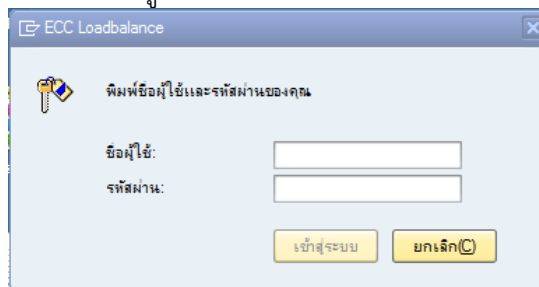 ECC Loadbalance
พิมพ์ชื่อผู้ใช้และรหัสผ่านของคุณ
ชื่อผู้ใช้:
รหัสผ่าน:
เข้าสู่ระบบ ยกเลิก(C)